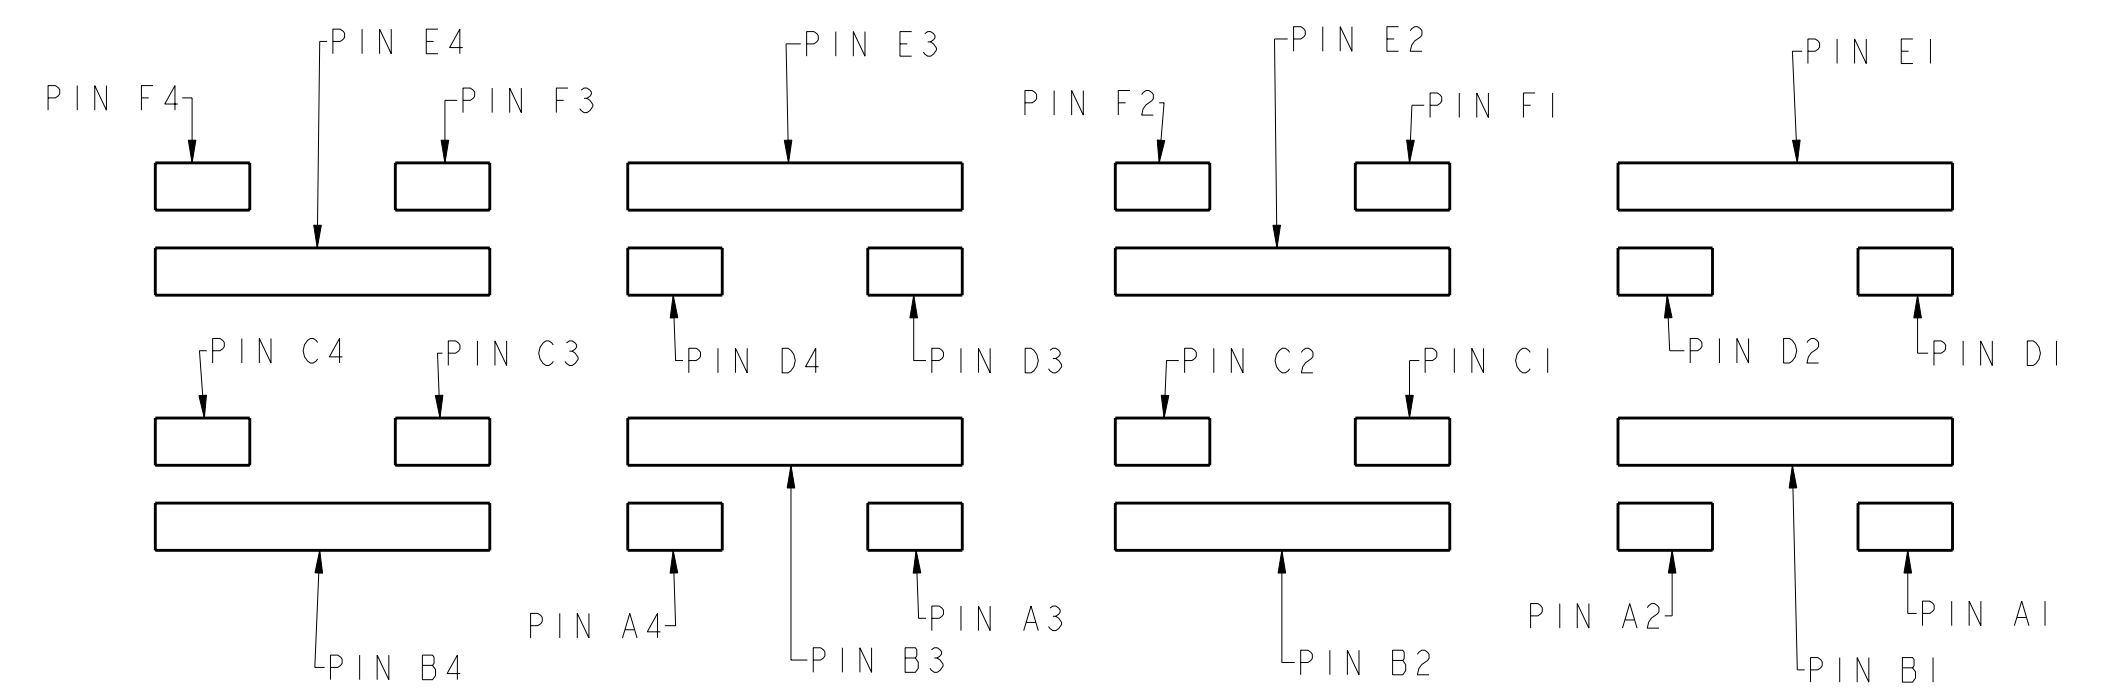 PIN E4
PIN E3
PIN E2
PIN E1
PIN F4
PIN F3
PIN F2
PIN F1
PIN C4
PIN C3
PIN D4
PIN D3
PIN C2
PIN C1
PIN D2
PIN D1
PIN A4
PIN A3
PIN A2
PIN A1
PIN B4
PIN B3
PIN B2
PIN B1